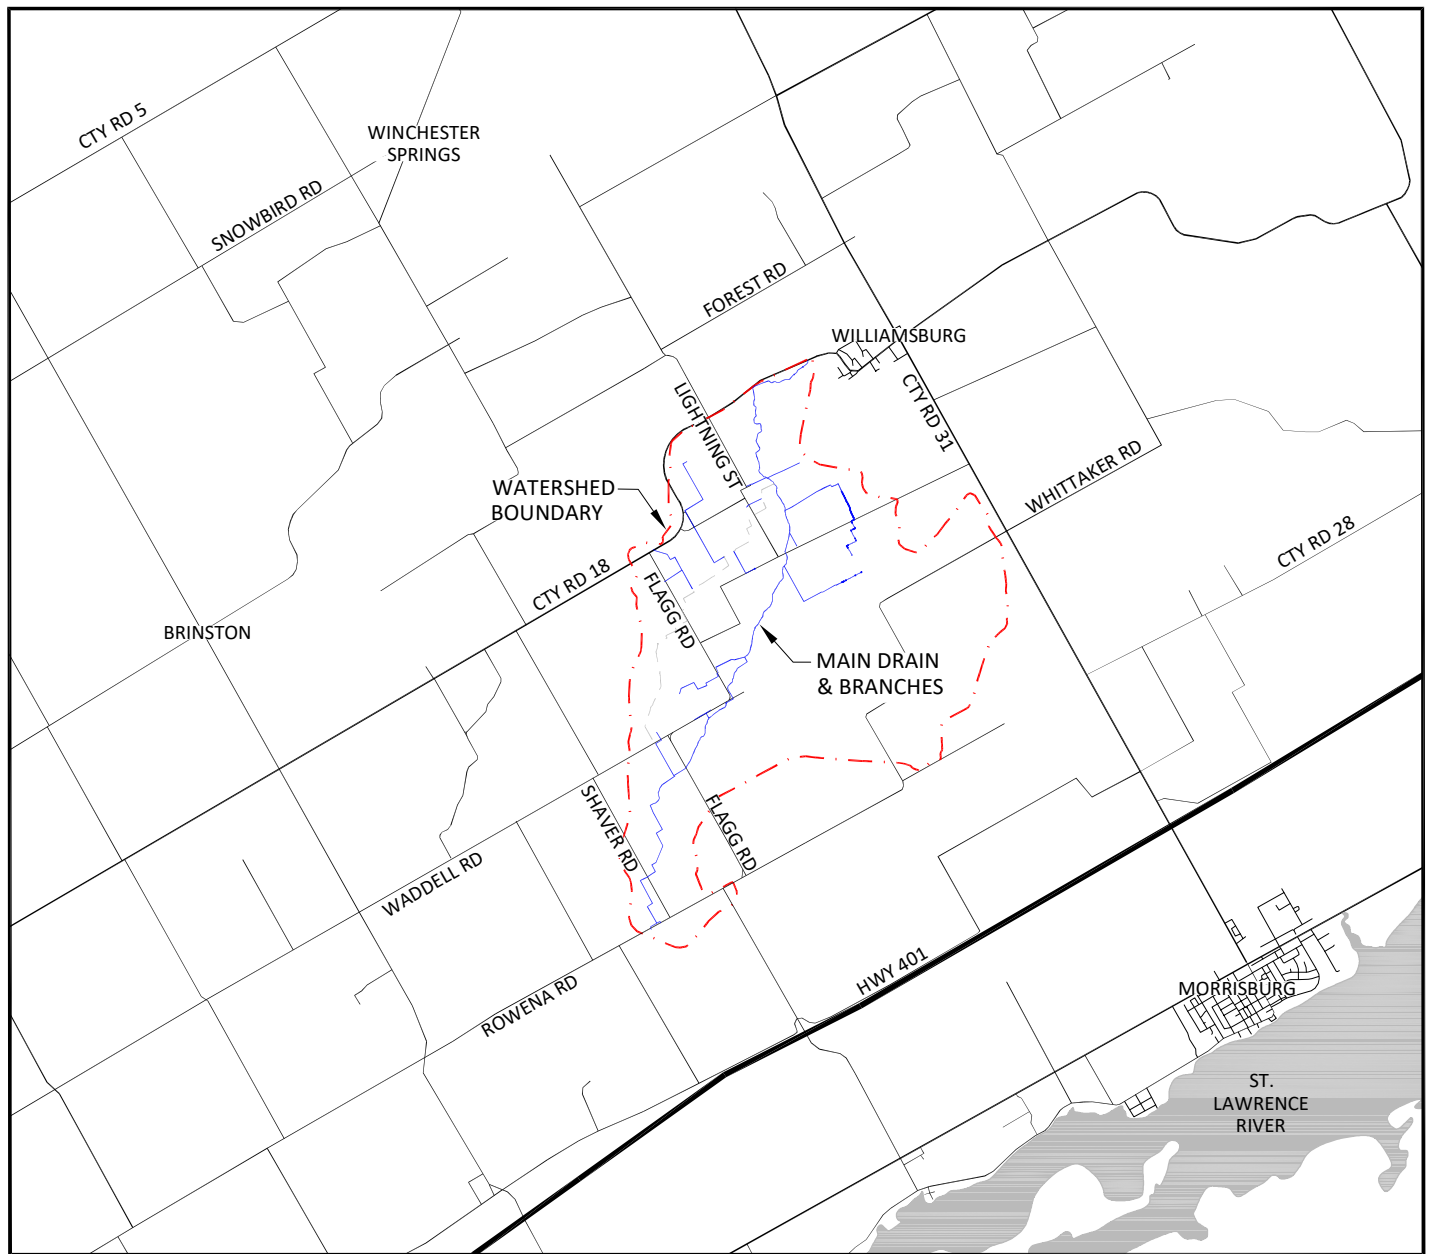 CTY RD 5
WINCHESTER
SPRINGS
SNOWBIRD RD
FOREST RD
WILLIAMSBURG
LIGHTNING ST
CTY RD 31
WHITTAKER RD
WATERSHED
BOUNDARY
CTY RD 28
CTY RD 18
FLAGG RD
BRINSTON
MAIN DRAIN
& BRANCHES
SHAVER RD
FLAGG RD
WADDELL RD
HWY 401
ROWENA RD
MORRISBURG
ST.
LAWRENCE
RIVER